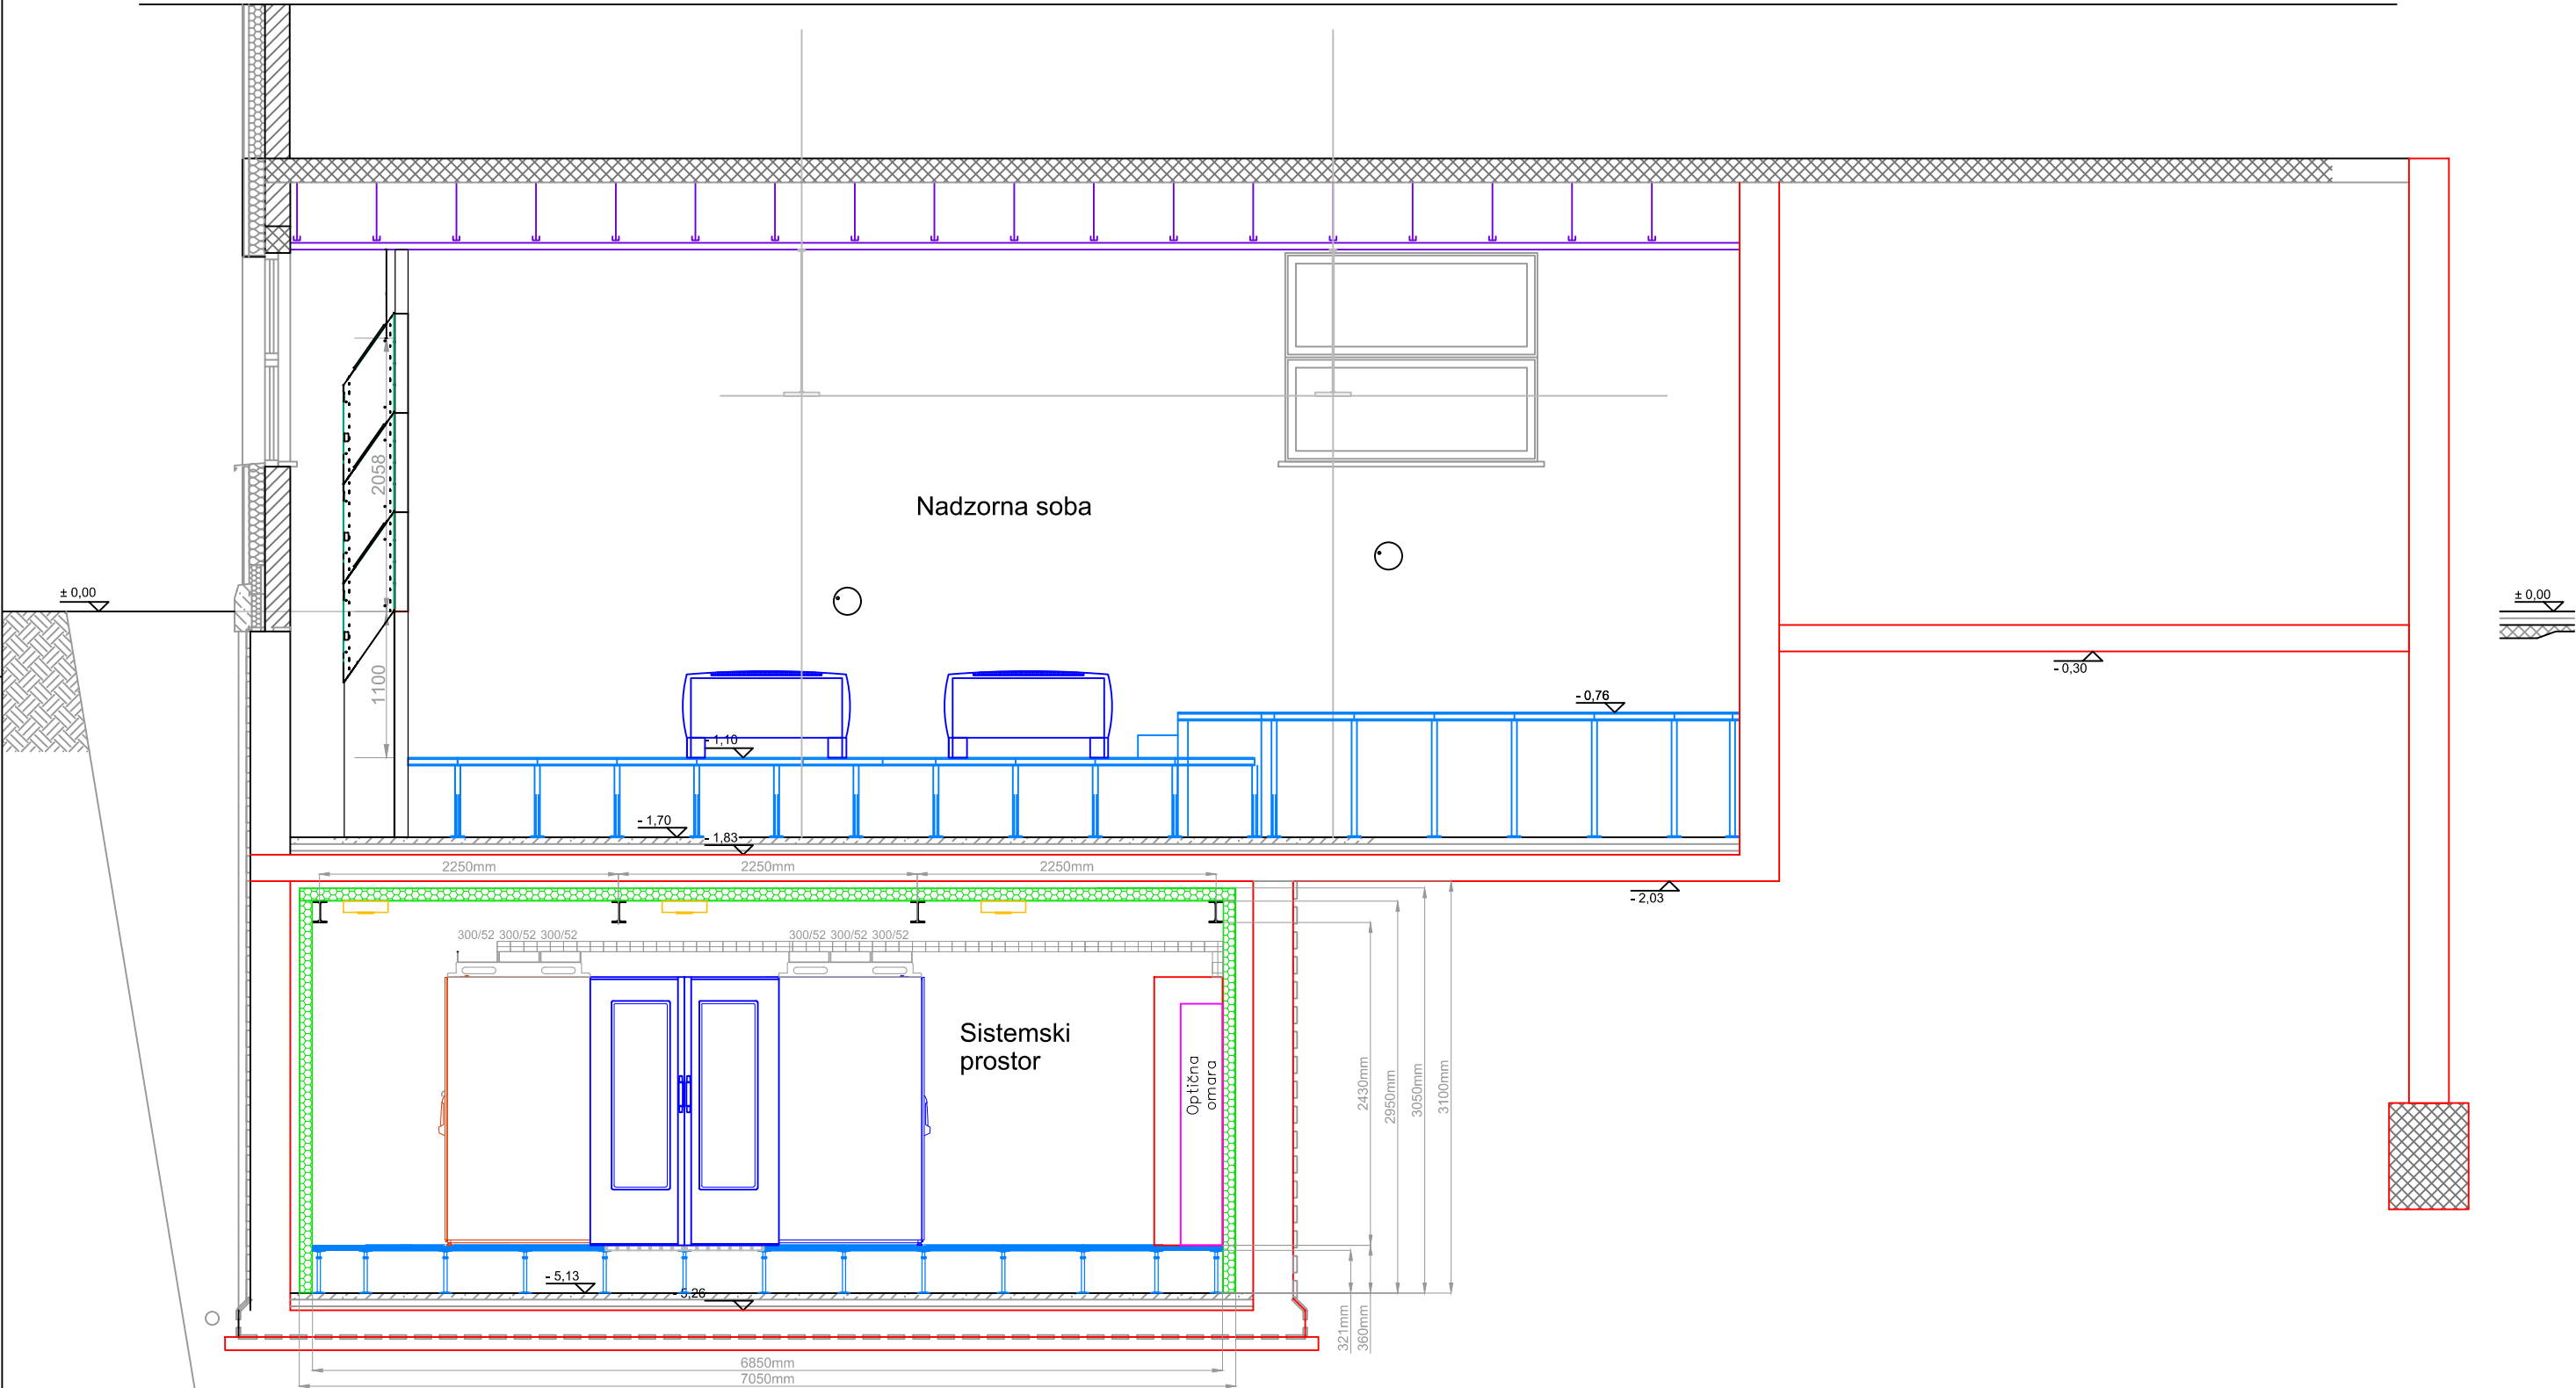 2058
Nadzorna soba
± 0,00
± 0,00
- 0,30
1100
- 0,76
- 1,10
- 1,70
- 1,83
2250mm
2250mm
2250mm
- 2,03
300/52 300/52 300/52
300/52 300/52 300/52
Sistemski
prostor
Optična
omara
2430mm
2950mm
3050mm
3100mm
- 5,13
- 5,26
321mm
360mm
6850mm
7050mm